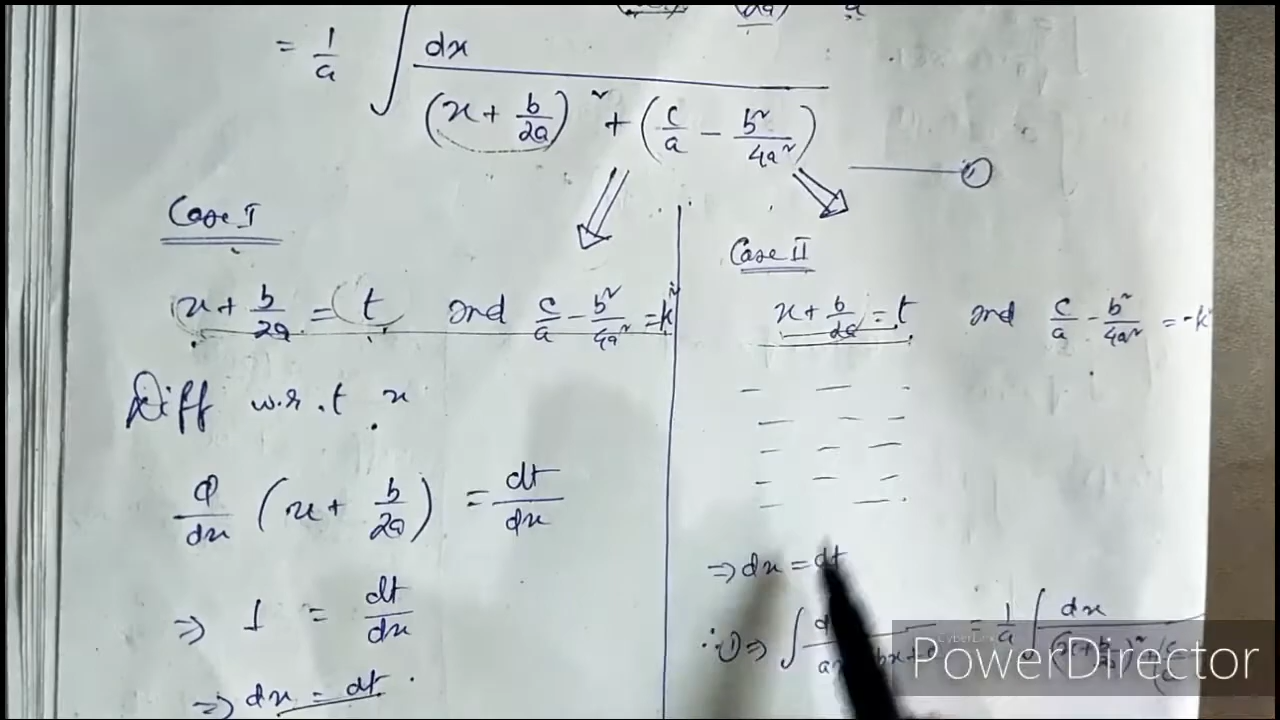 = 1/a ∫ dx / ((x + b/2a)² + (c/a − b²/4a²)) —— ①
Case I
x + b/2a = t and c/a − b²/4a² = k²
Diff w.r.t x
d/dx (x + b/2a) = dt/dx
⇒ 1 = dt/dx
⇒ dx = dt
Case II
x + b/2a = t and c/a − b²/4a² = -k²
⇒ dx = dt
∴ ① ⇒ ∫ = 1/a ∫ dx
CyberLink
PowerDirector